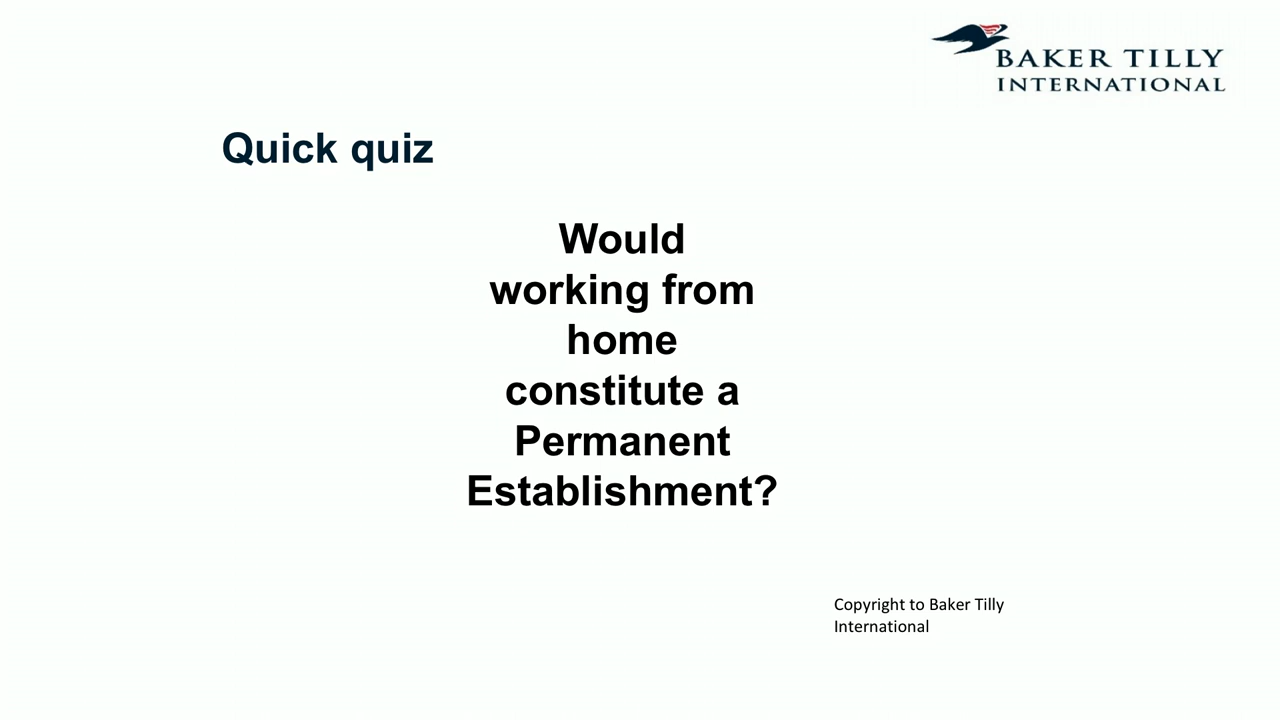 BAKER TILLY
INTERNATIONAL
Quick quiz
Would
working from
home
constitute a
Permanent
Establishment?
Copyright to Baker Tilly
International